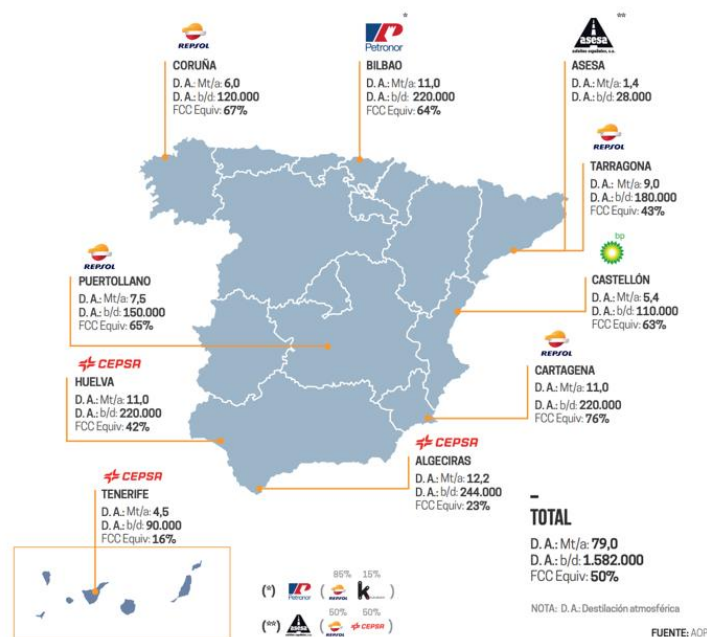 REPSOL
CORUÑA
D. A.: Mt/a: 6,0
D. A.: b/d: 120.000
FCC Equiv: 67%
*
Petronor
BILBAO
D. A.: Mt/a: 11,0
D. A.: b/d: 220.000
FCC Equiv: 64%
**
asesa
asfaltos españoles, s.a.
ASESA
D. A.: Mt/a: 1,4
D. A.: b/d: 28.000
REPSOL
TARRAGONA
D. A.: Mt/a: 9,0
D. A.: b/d: 180.000
FCC Equiv: 43%
bp
CASTELLÓN
D. A.: Mt/a: 5,4
D. A.: b/d: 110.000
FCC Equiv: 63%
REPSOL
PUERTOLLANO
D. A.: Mt/a: 7,5
D. A.: b/d: 150.000
FCC Equiv: 65%
REPSOL
CARTAGENA
D. A.: Mt/a: 11,0
D. A.: b/d: 220.000
FCC Equiv: 76%
CEPSA
HUELVA
D. A.: Mt/a: 11,0
D. A.: b/d: 220.000
FCC Equiv: 42%
CEPSA
ALGECIRAS
D. A.: Mt/a: 12,2
D. A.: b/d: 244.000
FCC Equiv: 23%
CEPSA
TENERIFE
D. A.: Mt/a: 4,5
D. A.: b/d: 90.000
FCC Equiv: 16%
TOTAL
D. A.: Mt/a: 79,0
D. A.: b/d: 1.582.000
FCC Equiv: 50%
85% 15%
(*) Petronor ( REPSOL k )
50% 50%
(**) asesa ( REPSOL CEPSA )
NOTA: D. A.: Destilación atmosférica
FUENTE: AOP